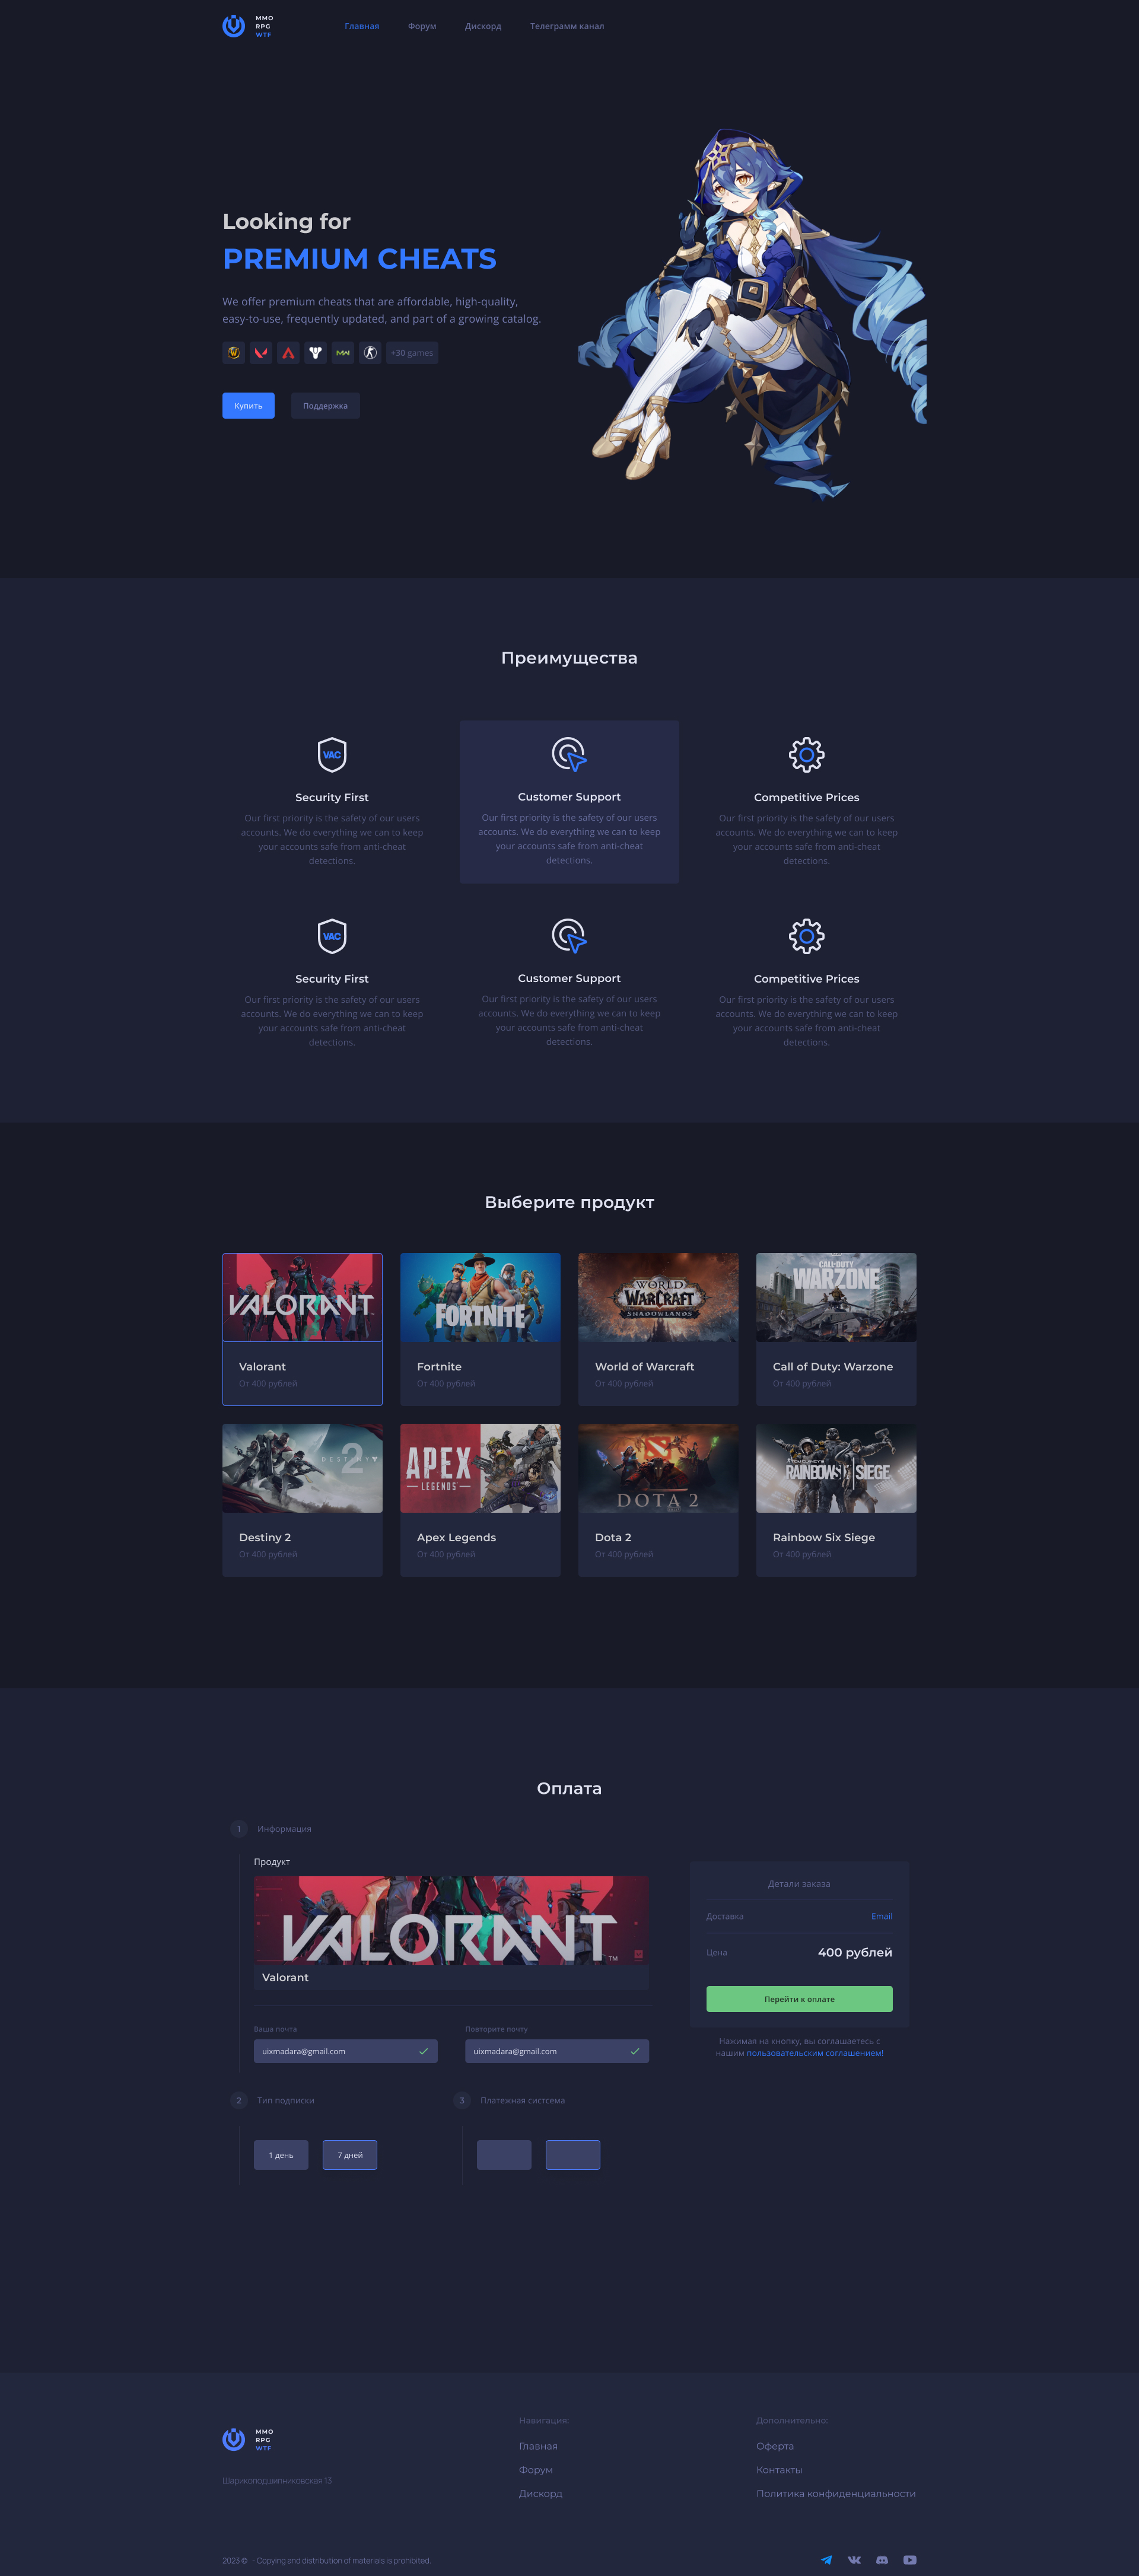 MMO
RPG
WTF
Главная Форум Дискорд Телеграмм канал
Looking for
PREMIUM CHEATS
We offer premium cheats that are affordable, high-quality,
easy-to-use, frequently updated, and part of a growing catalog.
+30 games
Купить Поддержка
Преимущества
VAC
Security First
Our first priority is the safety of our users
accounts. We do everything we can to keep
your accounts safe from anti-cheat
detections.
Customer Support
Our first priority is the safety of our users
accounts. We do everything we can to keep
your accounts safe from anti-cheat
detections.
Competitive Prices
Our first priority is the safety of our users
accounts. We do everything we can to keep
your accounts safe from anti-cheat
detections.
VAC
Security First
Our first priority is the safety of our users
accounts. We do everything we can to keep
your accounts safe from anti-cheat
detections.
Customer Support
Our first priority is the safety of our users
accounts. We do everything we can to keep
your accounts safe from anti-cheat
detections.
Competitive Prices
Our first priority is the safety of our users
accounts. We do everything we can to keep
your accounts safe from anti-cheat
detections.
Выберите продукт
VALORANT
Valorant
От 400 рублей
FORTNITE
Fortnite
От 400 рублей
WORLD
WARCRAFT
SHADOWLANDS
World of Warcraft
От 400 рублей
CALL OF DUTY
WARZONE
Call of Duty: Warzone
От 400 рублей
DESTINY 2
Destiny 2
От 400 рублей
APEX
LEGENDS
Apex Legends
От 400 рублей
DOTA 2
Dota 2
От 400 рублей
TOM CLANCY'S
RAINBOW SIX SIEGE
Rainbow Six Siege
От 400 рублей
Оплата
1 Информация
Продукт
VALORANT™
Valorant
Ваша почта
uixmadara@gmail.com
Повторите почту
uixmadara@gmail.com
2 Тип подписки
1 день 7 дней
3 Платежная систсема
Детали заказа
Доставка Email
Цена 400 рублей
Перейти к оплате
Нажимая на кнопку, вы соглашаетесь с
нашим пользовательским соглашением!
MMO
RPG
WTF
Шарикоподшипниковская 13
Навигация:
Главная
Форум
Дискорд
Дополнительно:
Оферта
Контакты
Политика конфиденциальности
2023 © - Copying and distribution of materials is prohibited.